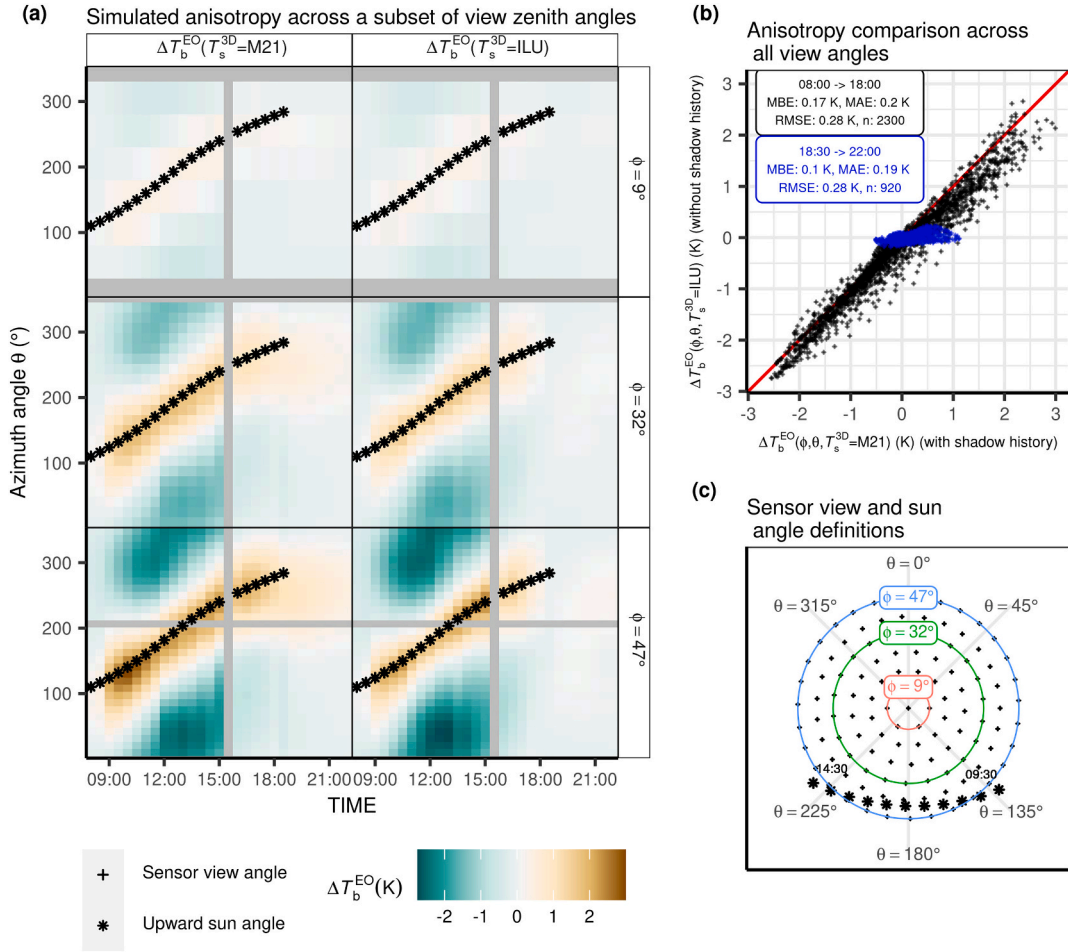 (a)
Simulated anisotropy across a subset of view zenith angles
ΔT_b^EO(T_s^3D=M21)
ΔT_b^EO(T_s^3D=ILU)
300
200
100
ϕ = 9°
300
200
100
ϕ = 32°
300
200
100
ϕ = 47°
Azimuth angle θ (°)
09:00 12:00 15:00 18:00 21:00 09:00 12:00 15:00 18:00 21:00
TIME
Sensor view angle
Upward sun angle
ΔT_b^EO(K)
-2 -1 0 1 2
(b)
Anisotropy comparison across
all view angles
08:00 -> 18:00
MBE: 0.17 K, MAE: 0.2 K
RMSE: 0.28 K, n: 2300
18:30 -> 22:00
MBE: 0.1 K, MAE: 0.19 K
RMSE: 0.28 K, n: 920
3
2
1
0
-1
-2
-3
ΔT_b^EO(ϕ,θ,T_s^3D=ILU) (K) (without shadow history)
-3 -2 -1 0 1 2 3
ΔT_b^EO(ϕ,θ,T_s^3D=M21) (K) (with shadow history)
(c)
Sensor view and sun
angle definitions
θ = 0°
ϕ = 47°
θ = 315°
θ = 45°
ϕ = 32°
ϕ = 9°
14:30
09:30
θ = 225°
θ = 135°
θ = 180°